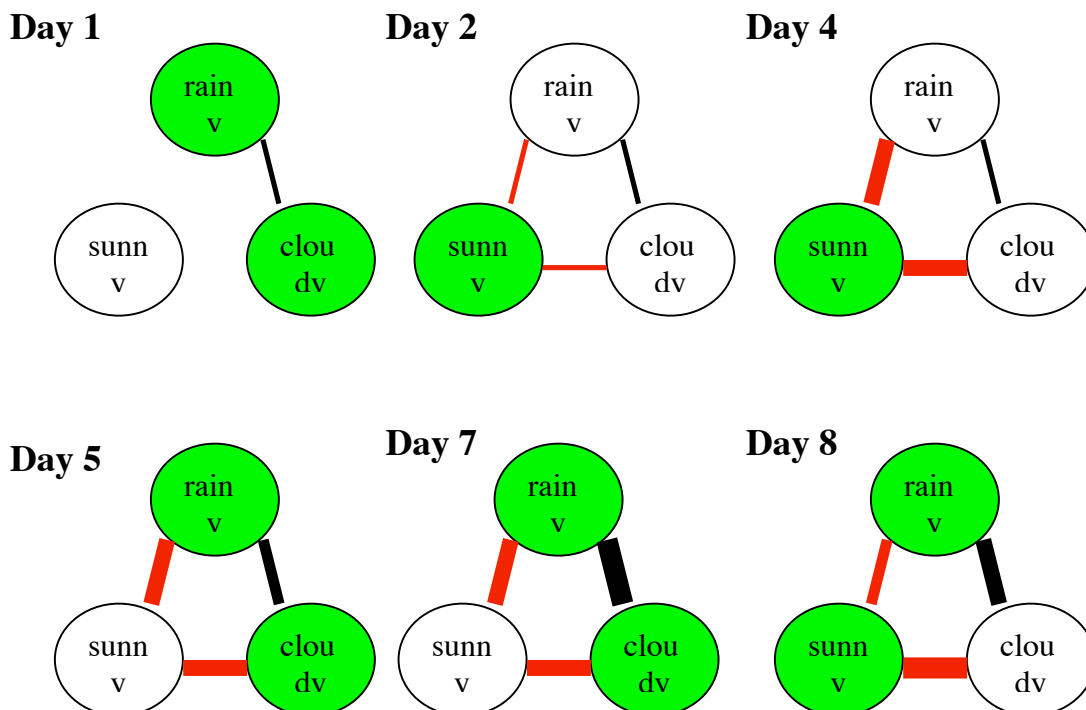 Day 1
rain
v
sunn
v
clou
dv
Day 2
rain
v
sunn
v
clou
dv
Day 4
rain
v
sunn
v
clou
dv
Day 5
rain
v
sunn
v
clou
dv
Day 7
rain
v
sunn
v
clou
dv
Day 8
rain
v
sunn
v
clou
dv